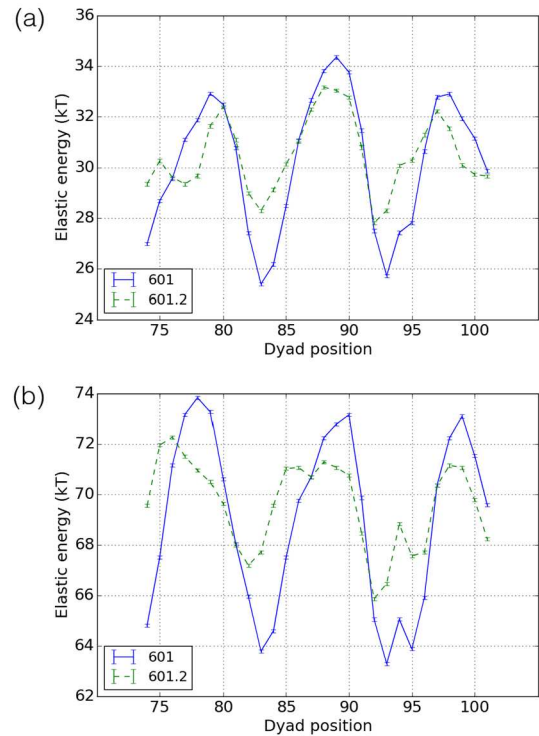 (a)
36
34
32
30
28
26
24
Elastic energy (kT)
601
601.2
75 80 85 90 95 100
Dyad position
(b)
74
72
70
68
66
64
62
Elastic energy (kT)
601
601.2
75 80 85 90 95 100
Dyad position